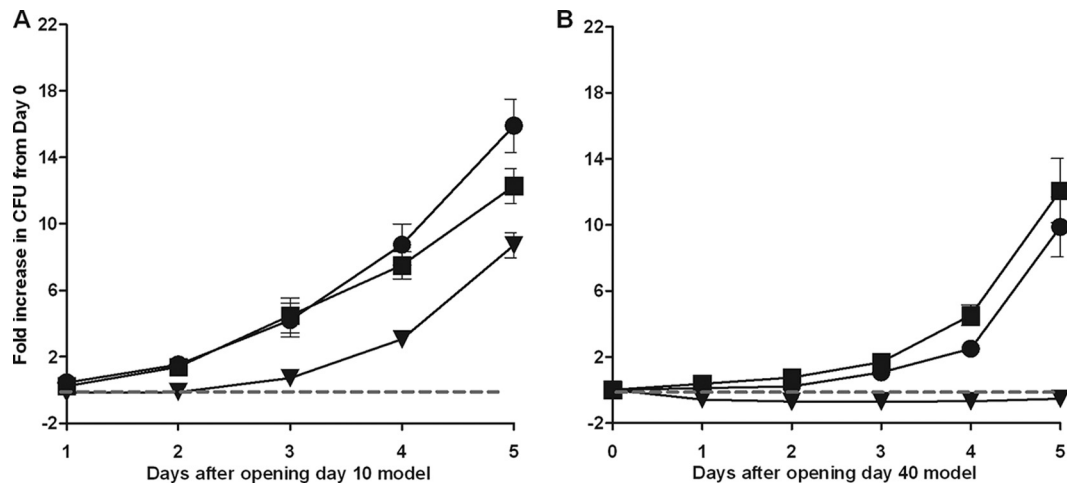 A
Fold increase in CFU from Day 0
22
18
14
10
6
2
-2
1 2 3 4 5
Days after opening day 10 model
B
22
18
14
10
6
2
-2
0 1 2 3 4 5
Days after opening day 40 model